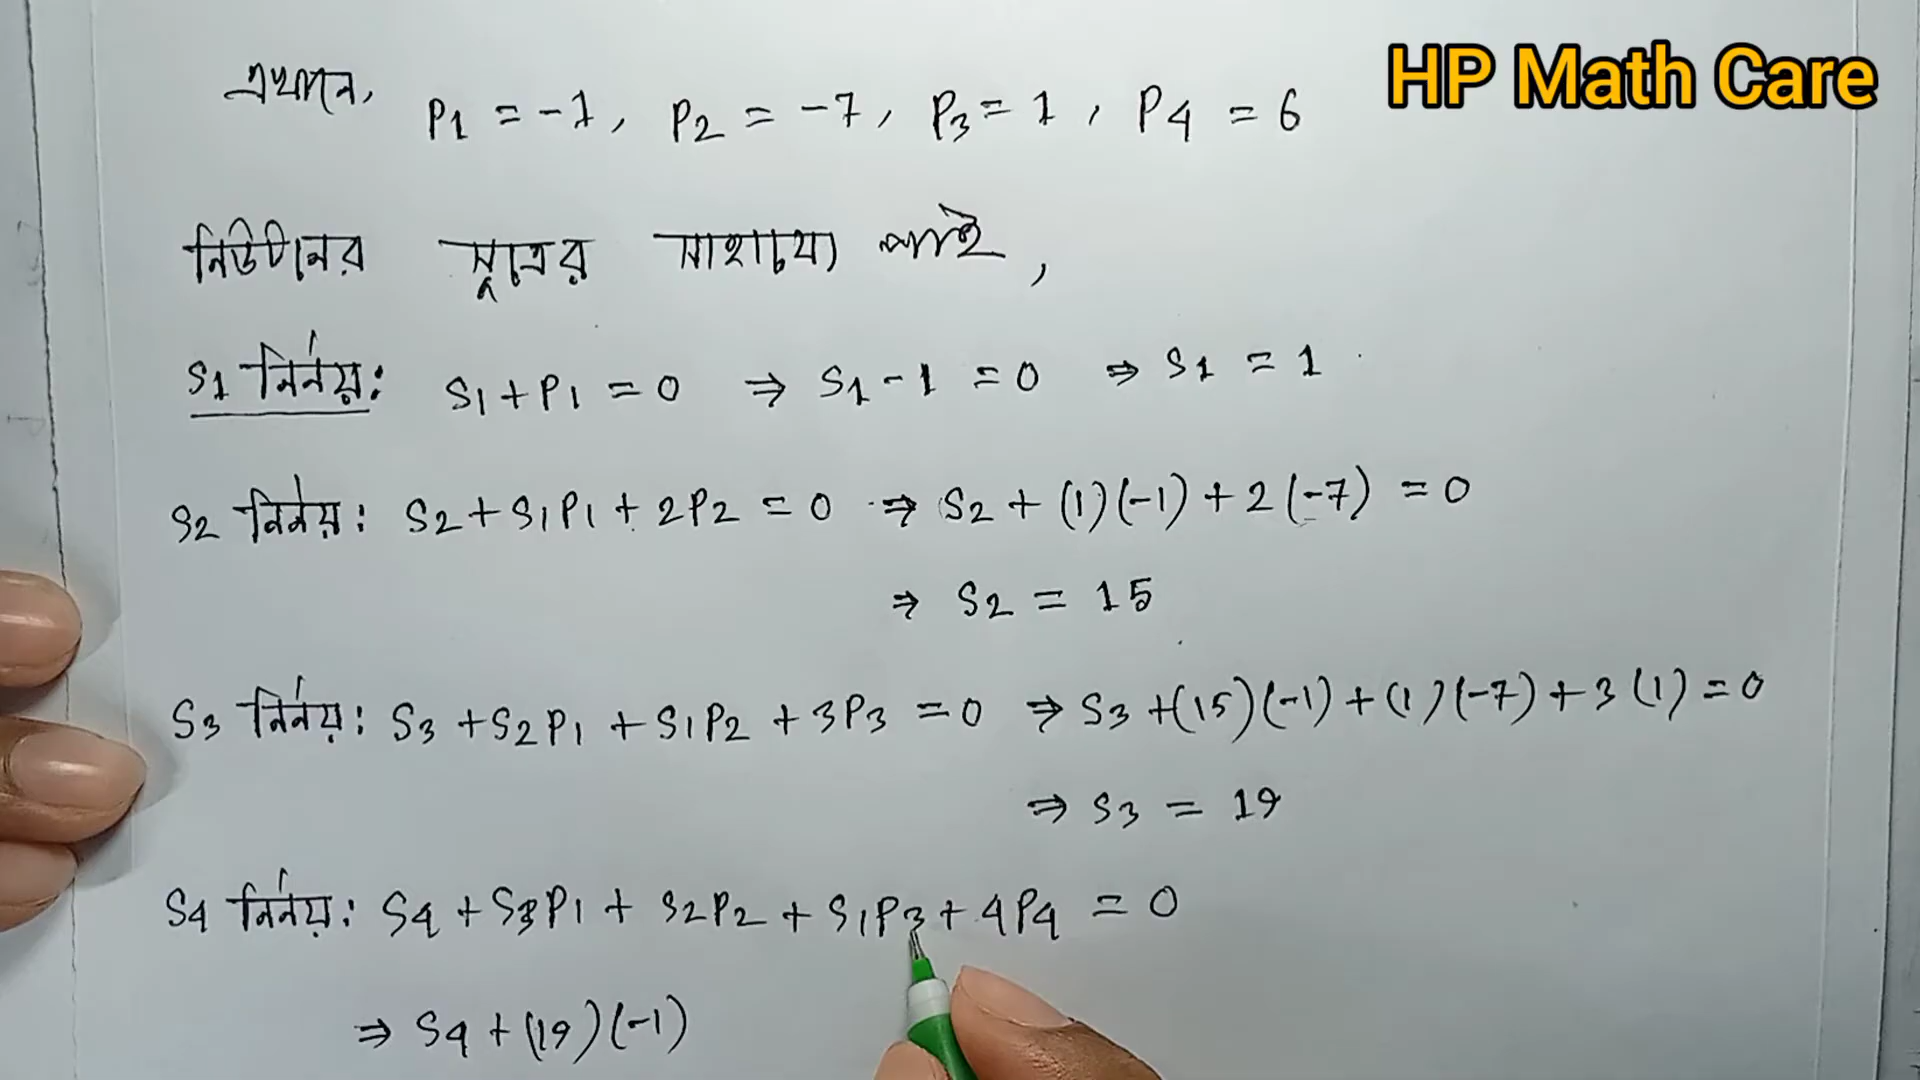 HP Math Care
এখানে, P1 = -1, P2 = -7, P3 = 1, P4 = 6
নিউটনের সূত্রের সাহায্যে পাই,
S1 নির্ণয়: S1 + P1 = 0 ⇒ S1 - 1 = 0 ⇒ S1 = 1
S2 নির্ণয়: S2 + S1P1 + 2P2 = 0 ⇒ S2 + (1)(-1) + 2(-7) = 0
⇒ S2 = 15
S3 নির্ণয়: S3 + S2P1 + S1P2 + 3P3 = 0 ⇒ S3 + (15)(-1) + (1)(-7) + 3(1) = 0
⇒ S3 = 19
S4 নির্ণয়: S4 + S3P1 + S2P2 + S1P3 + 4P4 = 0
⇒ S4 + (19)(-1)